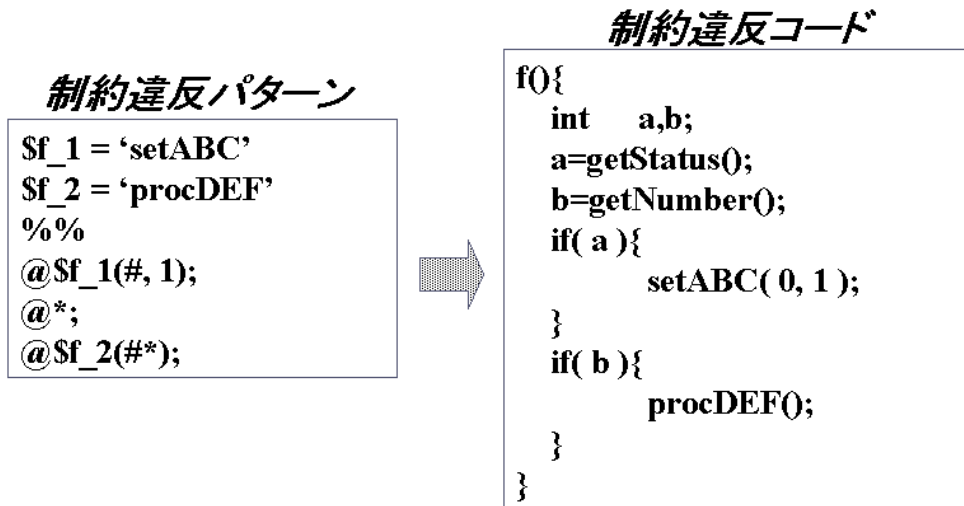 制約違反パターン
$f_1 = ‘setABC’
$f_2 = ‘procDEF’
%%
@$f_1(#, 1);
@*;
@$f_2(#*);
制約違反コード
f(){
int a,b;
a=getStatus();
b=getNumber();
if( a ){
setABC( 0, 1 );
}
if( b ){
procDEF();
}
}